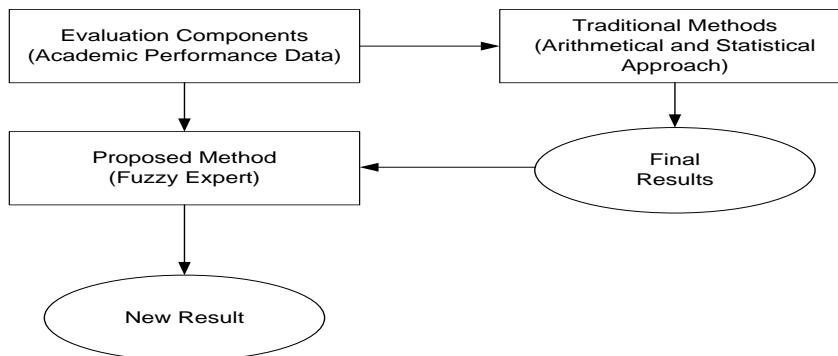 Evaluation Components
(Academic Performance Data)
Traditional Methods
(Arithmetical and Statistical
Approach)
Proposed Method
(Fuzzy Expert)
Final
Results
New Result